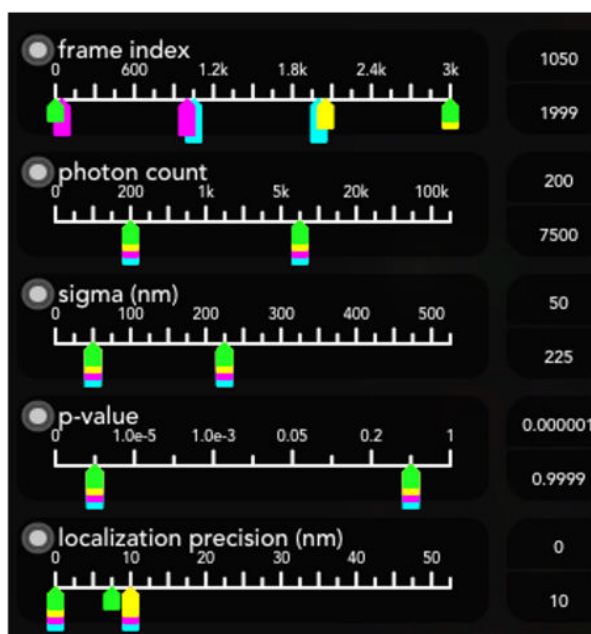 frame index
0 600 1.2k 1.8k 2.4k 3k
1050
1999
photon count
0 200 1k 5k 20k 100k
200
7500
sigma (nm)
0 100 200 300 400 500
50
225
p-value
0 1.0e-5 1.0e-3 0.05 0.2 1
0.000001
0.9999
localization precision (nm)
0 10 20 30 40 50
0
10